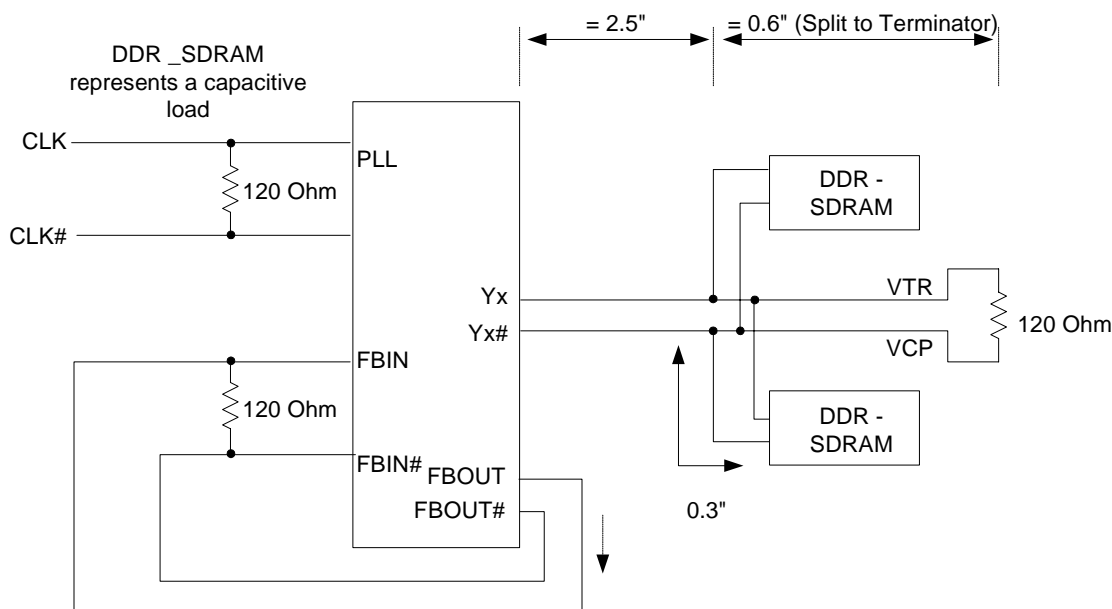 = 2.5"
= 0.6" (Split to Terminator)
DDR _SDRAM
represents a capacitive
load
CLK
PLL
120 Ohm
CLK#
DDR -
SDRAM
Yx
VTR
Yx#
120 Ohm
VCP
FBIN
120 Ohm
DDR -
SDRAM
FBIN#
FBOUT
FBOUT#
0.3"